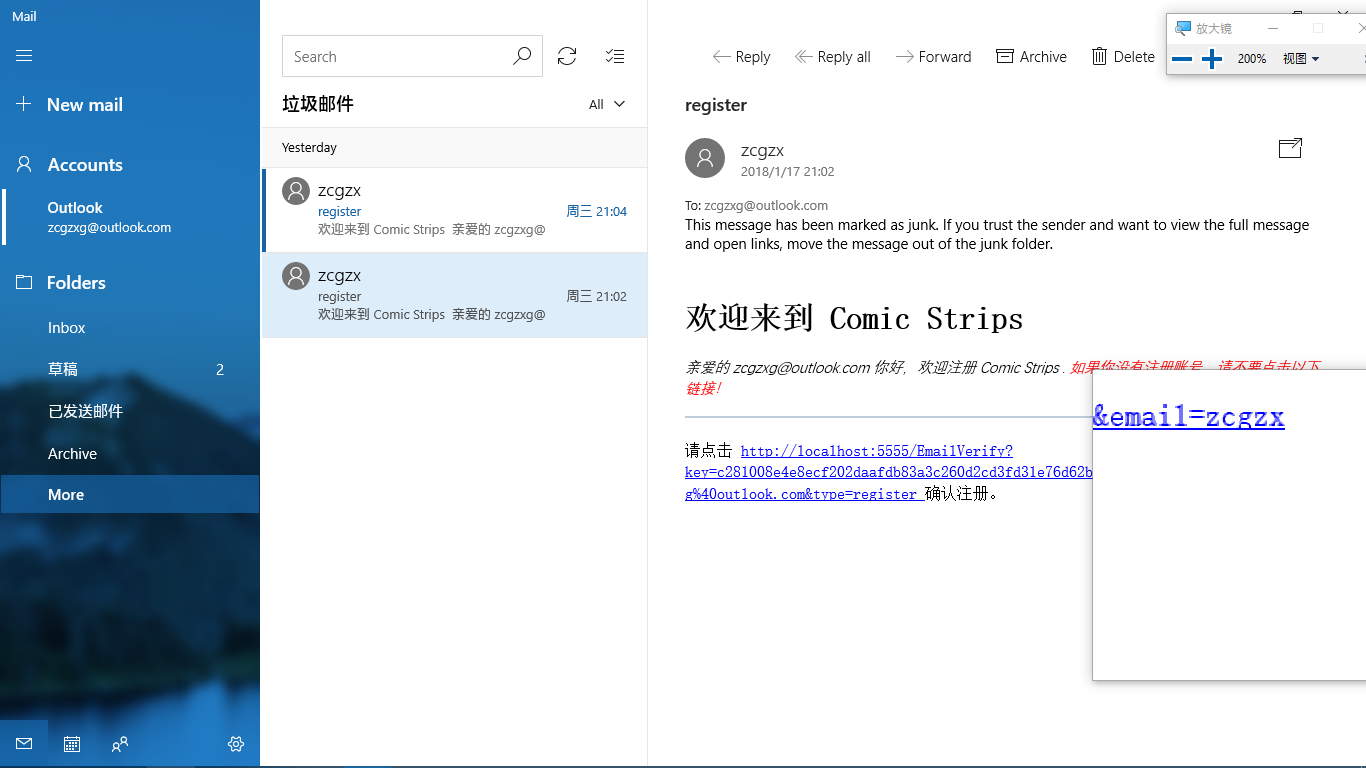 Mail
New mail
Accounts
Outlook
zcgzxg@outlook.com
Folders
Inbox
草稿 2
已发送邮件
Archive
More
Search
垃圾邮件
All
Yesterday
zcgzx
register 周三 21:04
欢迎来到 Comic Strips 亲爱的 zcgzxg@
zcgzx
register 周三 21:02
欢迎来到 Comic Strips 亲爱的 zcgzxg@
Reply
Reply all
Forward
Archive
Delete
放大镜
200% 视图
register
zcgzx
2018/1/17 21:02
To: zcgzxg@outlook.com
This message has been marked as junk. If you trust the sender and want to view the full message
and open links, move the message out of the junk folder.
欢迎来到 Comic Strips
亲爱的 zcgzxg@outlook.com 你好，欢迎注册 Comic Strips . 如果你没有注册账号，请不要点击以下
链接！
请点击 http://localhost:5555/EmailVerify?
key=c281008e4e8ecf202daafdb83a3c260d2cd3fd31e76d62b
g%40outlook.com&type=register 确认注册。
&email=zcgzx